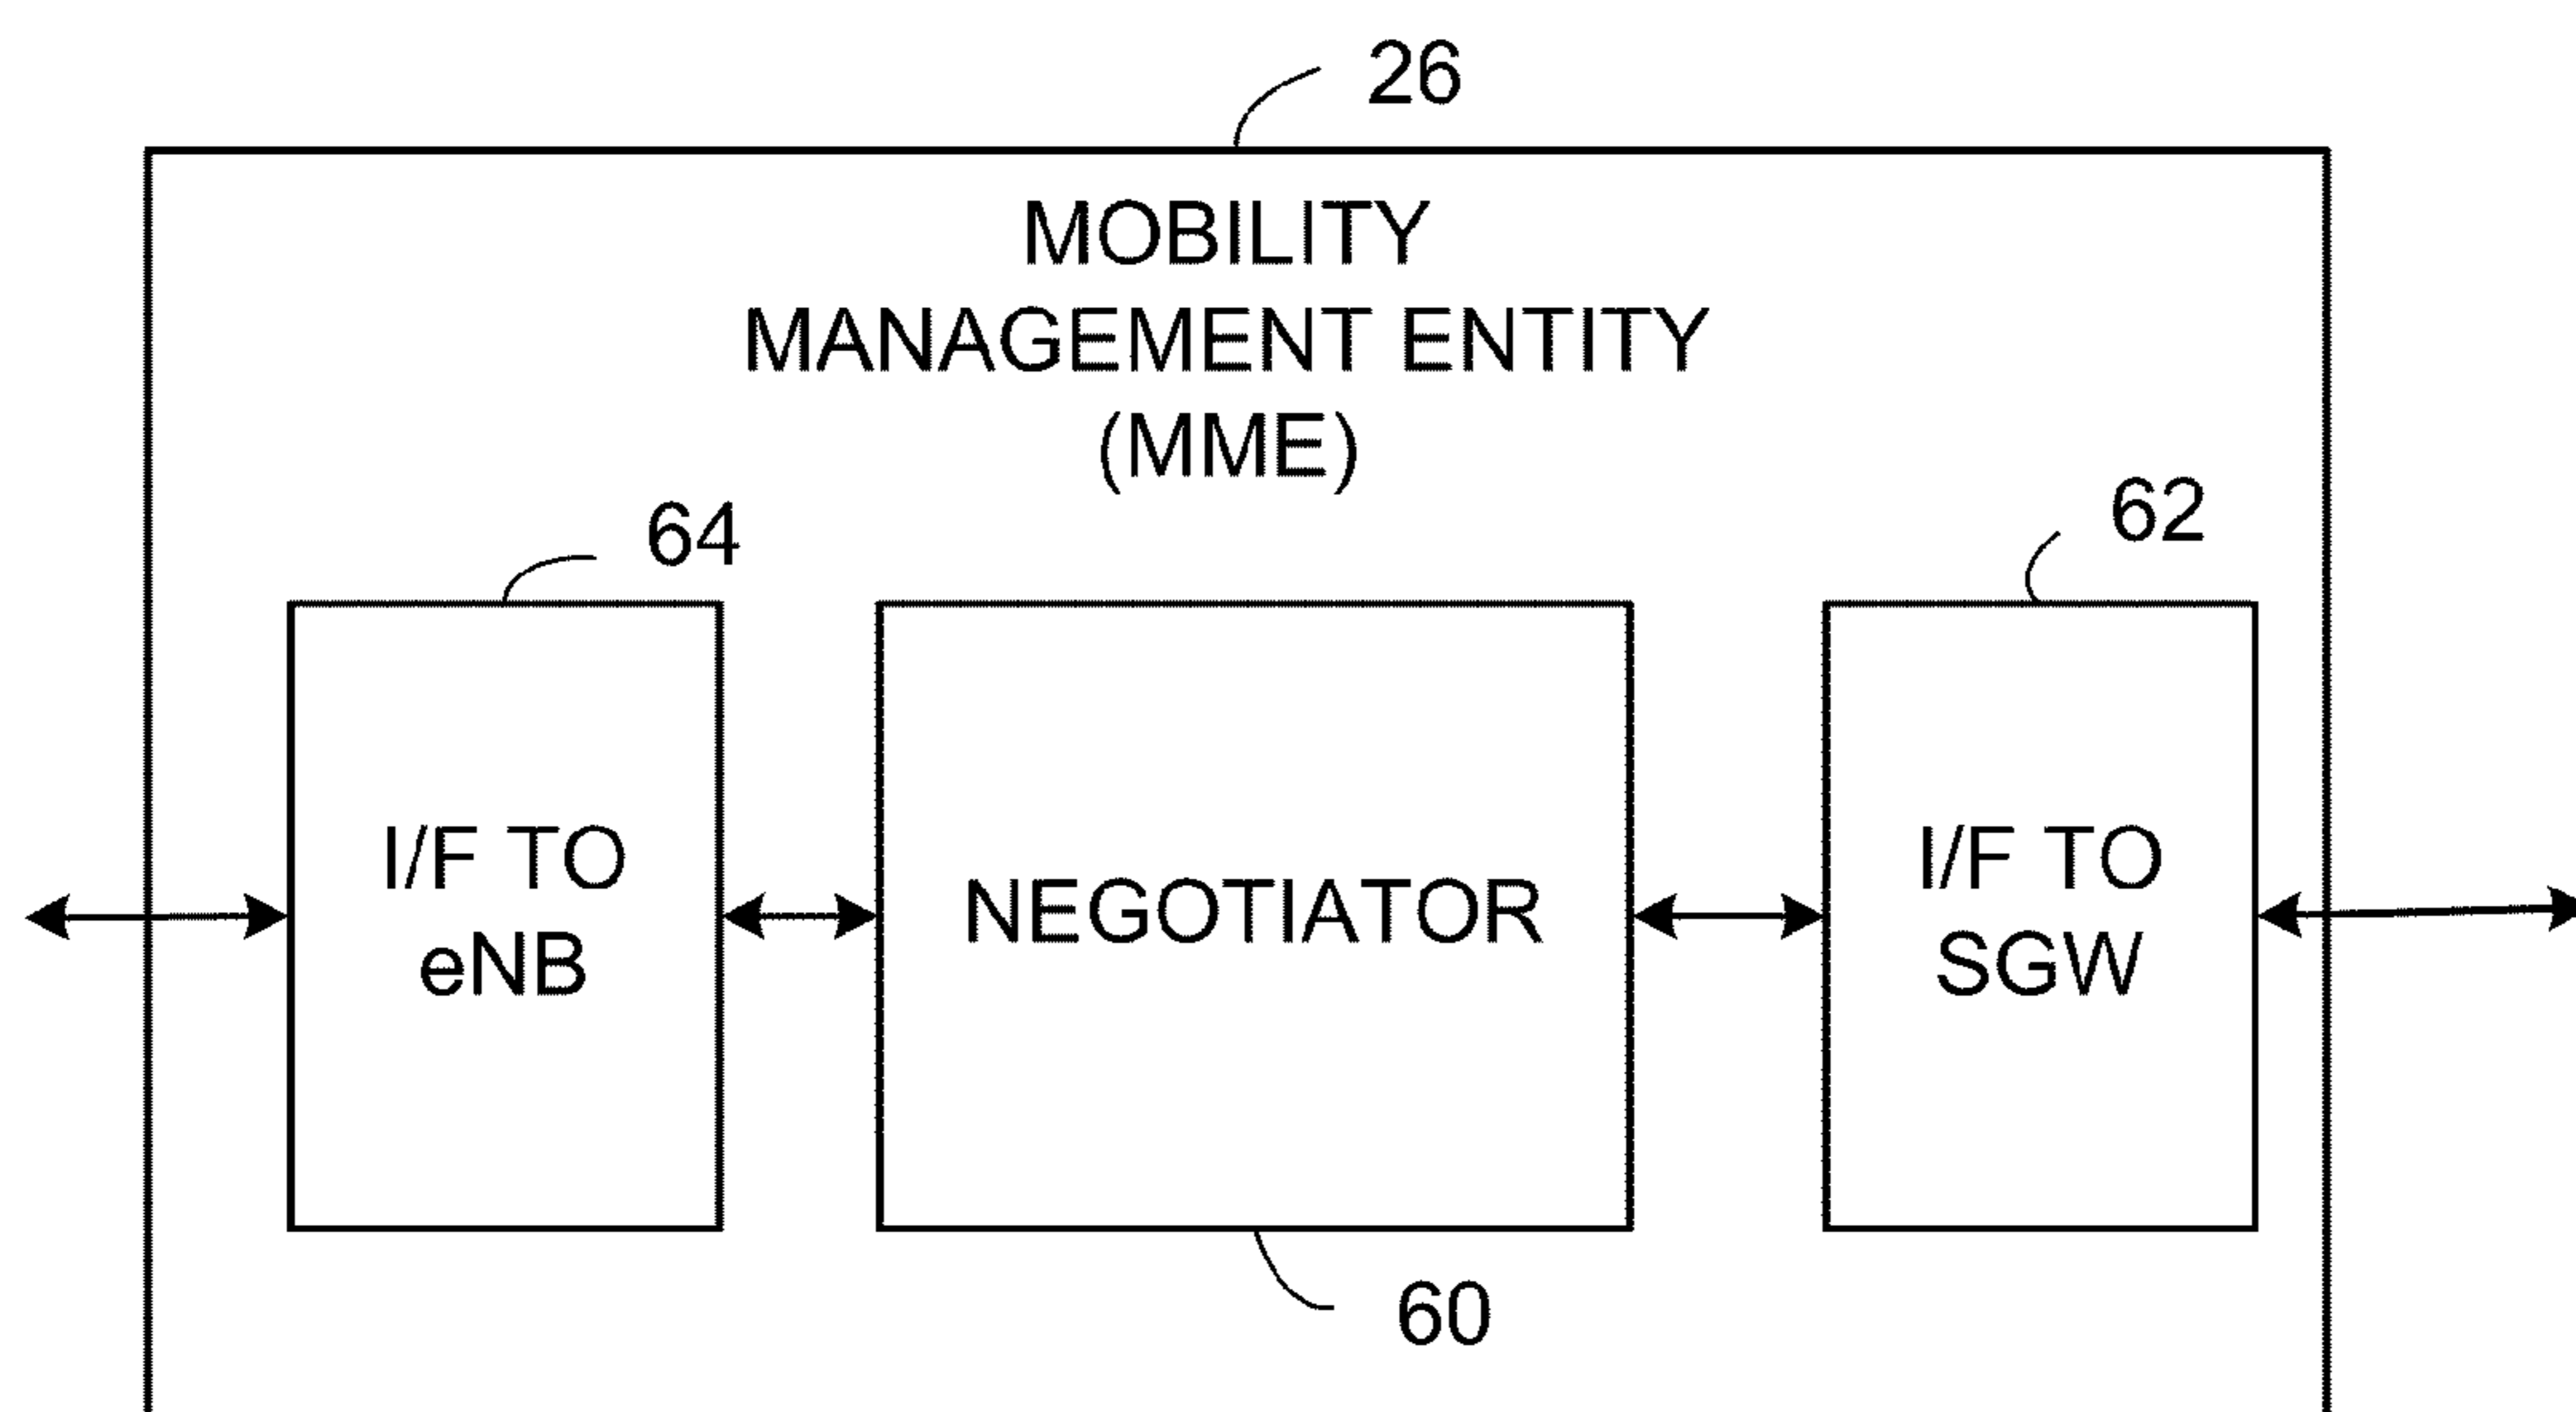 26
MOBILITY
MANAGEMENT ENTITY
(MME)
64
62
I/F TO
eNB
NEGOTIATOR
I/F TO
SGW
60